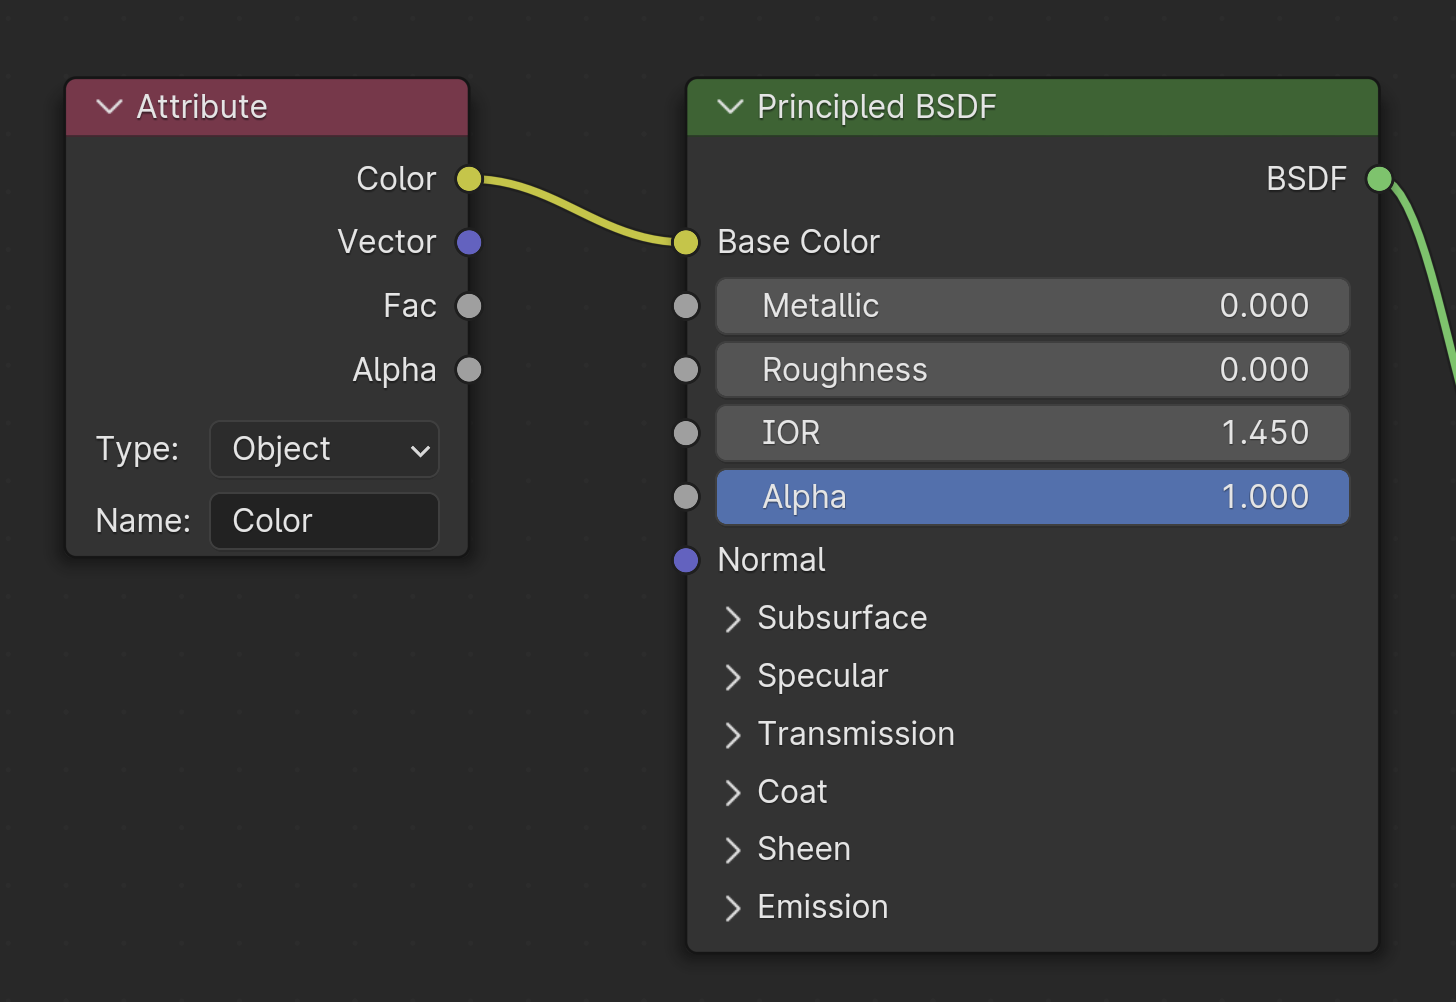 Attribute
Color
Vector
Fac
Alpha
Type: Object
Name: Color
Principled BSDF
BSDF
Base Color
Metallic 0.000
Roughness 0.000
IOR 1.450
Alpha 1.000
Normal
Subsurface
Specular
Transmission
Coat
Sheen
Emission